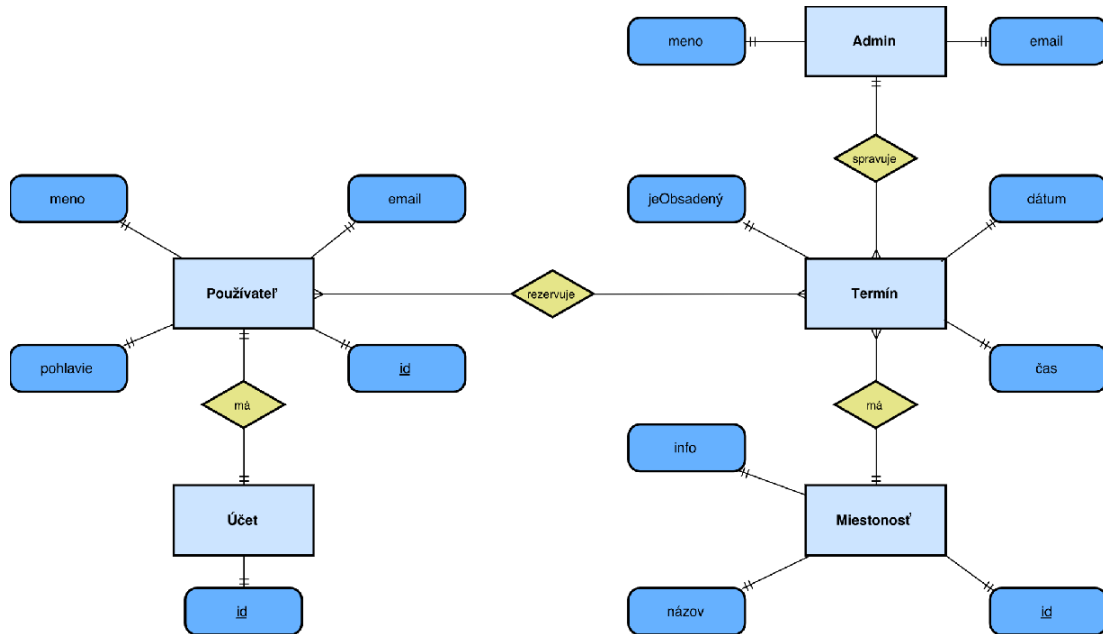 meno
Admin
email
spravuje
meno
email
jeObsadený
dátum
Používateľ
rezervuje
Termín
pohlavie
id
čas
má
má
info
Účet
Miestonosť
id
názov
id